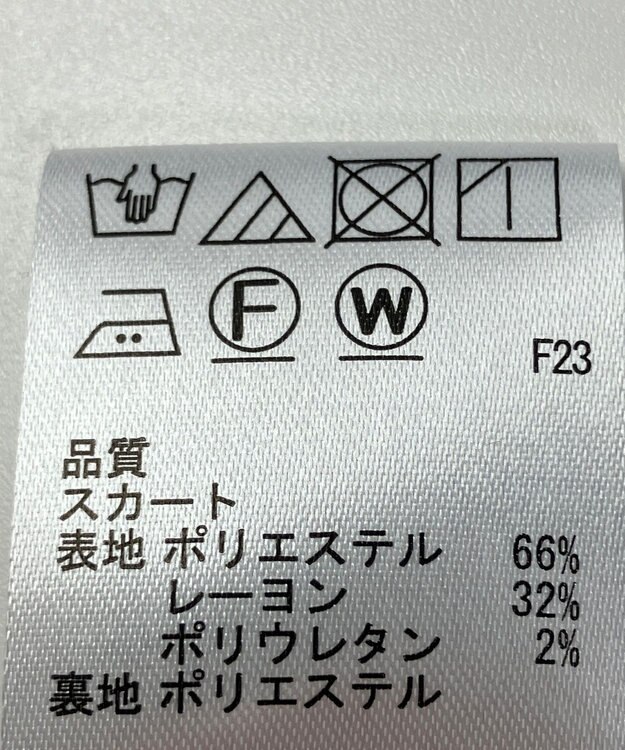 F W
F23
品質
スカート
表地 ポリエステル 66%
レーヨン 32%
ポリウレタン 2%
裏地 ポリエステル